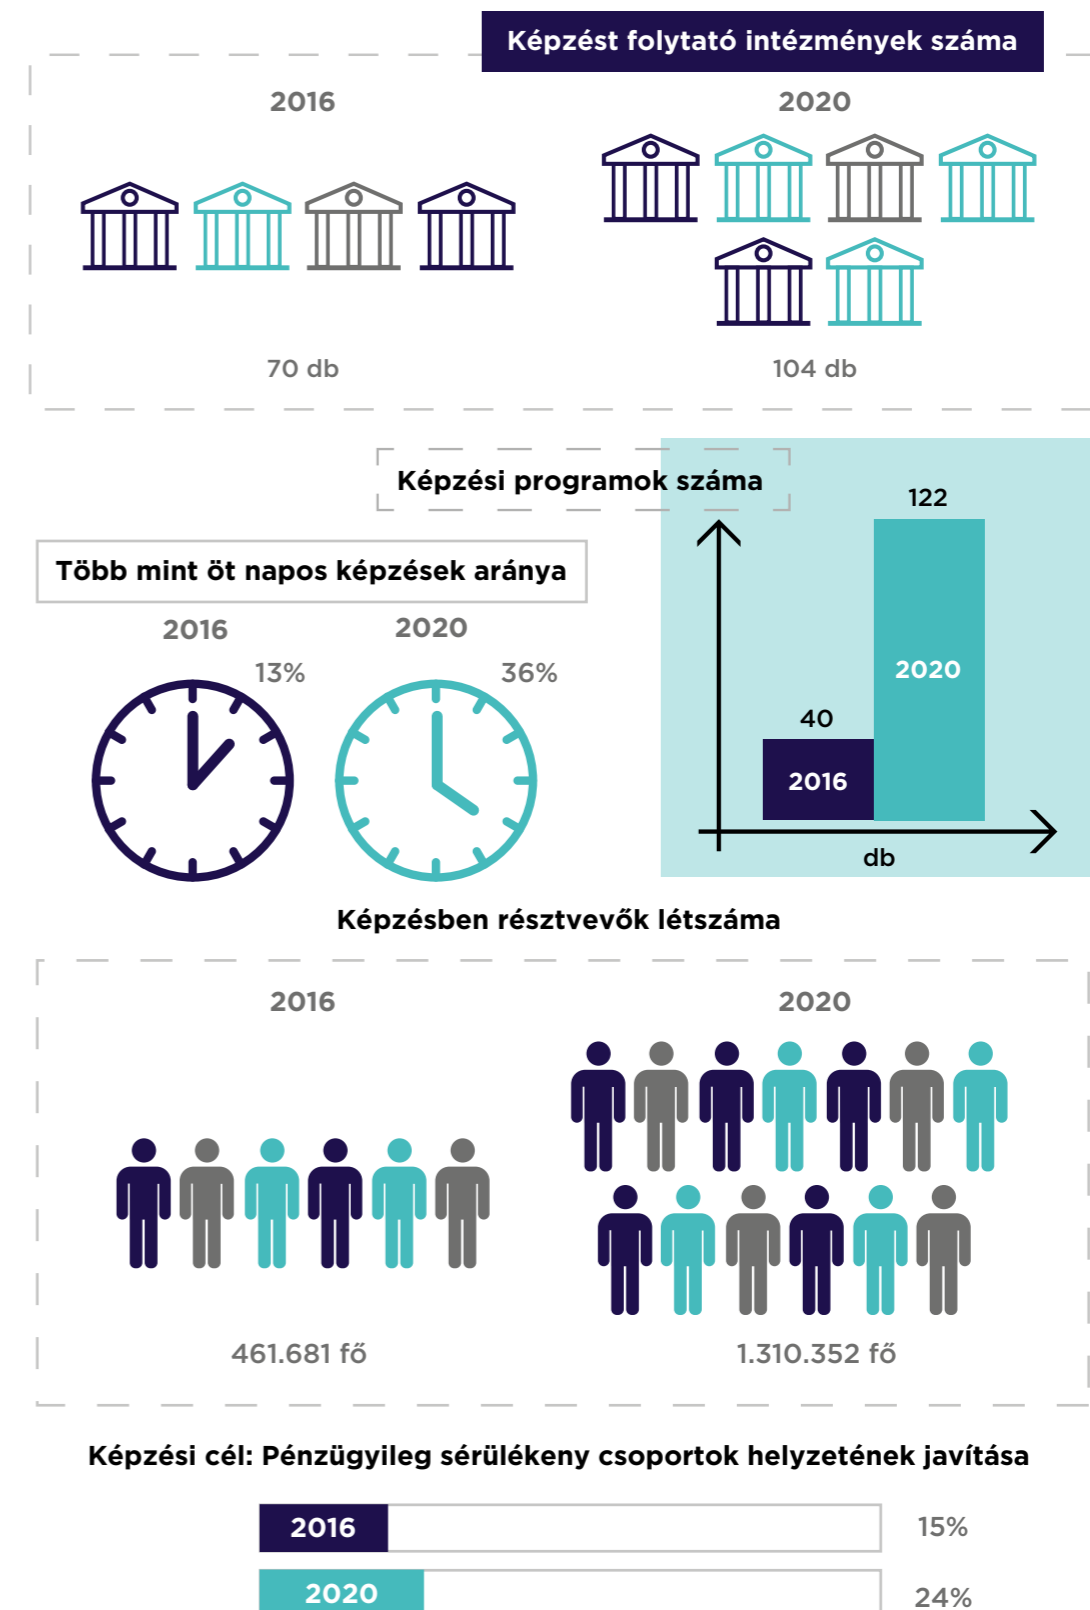 Képzést folytató intézmények száma
2016
2020
70 db
104 db
Képzési programok száma
122
2020
40
2016
db
Több mint öt napos képzések aránya
2016
2020
13%
36%
Képzésben résztvevők létszáma
2016
2020
461.681 fő
1.310.352 fő
Képzési cél: Pénzügyileg sérülékeny csoportok helyzetének javítása
2016
15%
2020
24%